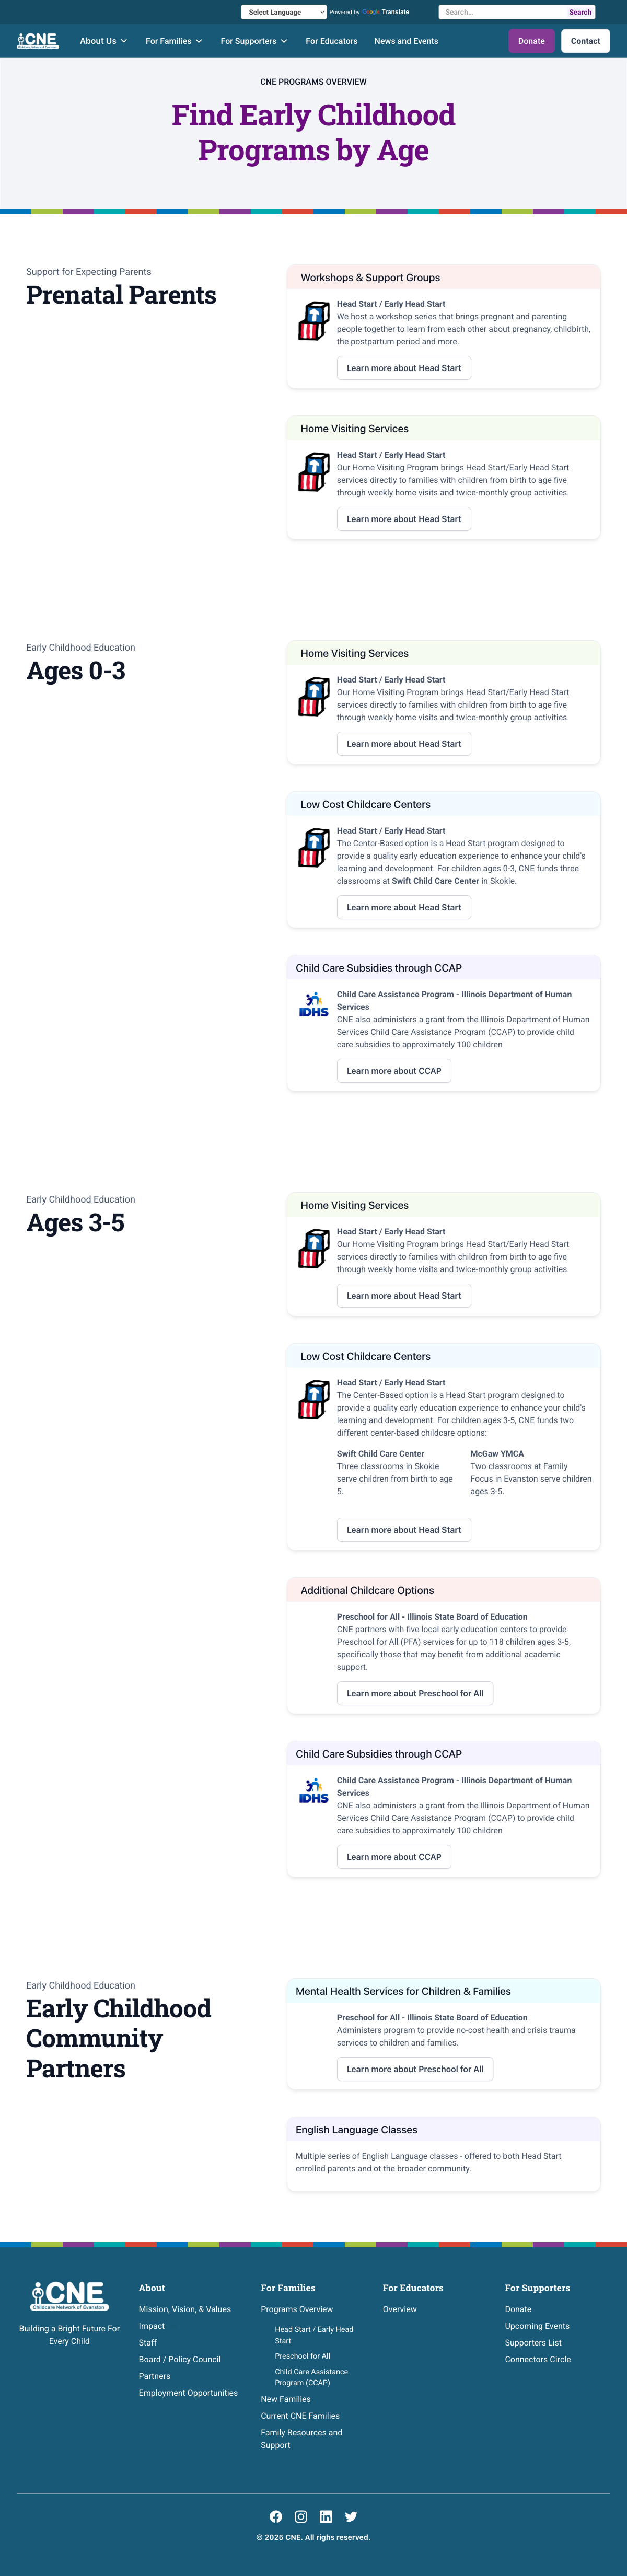 Select Language
Powered by Google Translate
Search...
Search
CNE
Childcare Network of Evanston
About Us
For Families
For Supporters
For Educators
News and Events
Donate
Contact
CNE PROGRAMS OVERVIEW
Find Early Childhood
Programs by Age
Support for Expecting Parents
Prenatal Parents
Workshops & Support Groups
Head Start / Early Head Start
We host a workshop series that brings pregnant and parenting
people together to learn from each other about pregnancy, childbirth,
the postpartum period and more.
Learn more about Head Start
Home Visiting Services
Head Start / Early Head Start
Our Home Visiting Program brings Head Start/Early Head Start
services directly to families with children from birth to age five
through weekly home visits and twice-monthly group activities.
Learn more about Head Start
Early Childhood Education
Ages 0-3
Home Visiting Services
Head Start / Early Head Start
Our Home Visiting Program brings Head Start/Early Head Start
services directly to families with children from birth to age five
through weekly home visits and twice-monthly group activities.
Learn more about Head Start
Low Cost Childcare Centers
Head Start / Early Head Start
The Center-Based option is a Head Start program designed to
provide a quality early education experience to enhance your child's
learning and development. For children ages 0-3, CNE funds three
classrooms at Swift Child Care Center in Skokie.
Learn more about Head Start
Child Care Subsidies through CCAP
IDHS
Child Care Assistance Program - Illinois Department of Human
Services
CNE also administers a grant from the Illinois Department of Human
Services Child Care Assistance Program (CCAP) to provide child
care subsidies to approximately 100 children
Learn more about CCAP
Early Childhood Education
Ages 3-5
Home Visiting Services
Head Start / Early Head Start
Our Home Visiting Program brings Head Start/Early Head Start
services directly to families with children from birth to age five
through weekly home visits and twice-monthly group activities.
Learn more about Head Start
Low Cost Childcare Centers
Head Start / Early Head Start
The Center-Based option is a Head Start program designed to
provide a quality early education experience to enhance your child's
learning and development. For children ages 3-5, CNE funds two
different center-based childcare options:
Swift Child Care Center
Three classrooms in Skokie
serve children from birth to age
5.
McGaw YMCA
Two classrooms at Family
Focus in Evanston serve children
ages 3-5.
Learn more about Head Start
Additional Childcare Options
Preschool for All - Illinois State Board of Education
CNE partners with five local early education centers to provide
Preschool for All (PFA) services for up to 118 children ages 3-5,
specifically those that may benefit from additional academic
support.
Learn more about Preschool for All
Child Care Subsidies through CCAP
IDHS
Child Care Assistance Program - Illinois Department of Human
Services
CNE also administers a grant from the Illinois Department of Human
Services Child Care Assistance Program (CCAP) to provide child
care subsidies to approximately 100 children
Learn more about CCAP
Early Childhood Education
Early Childhood
Community
Partners
Mental Health Services for Children & Families
Preschool for All - Illinois State Board of Education
Administers program to provide no-cost health and crisis trauma
services to children and families.
Learn more about Preschool for All
English Language Classes
Multiple series of English Language classes - offered to both Head Start
enrolled parents and ot the broader community.
CNE
Childcare Network of Evanston
Building a Bright Future For
Every Child
About
Mission, Vision, & Values
Impact
Staff
Board / Policy Council
Partners
Employment Opportunities
For Families
Programs Overview
Head Start / Early Head
Start
Preschool for All
Child Care Assistance
Program (CCAP)
New Families
Current CNE Families
Family Resources and
Support
For Educators
Overview
For Supporters
Donate
Upcoming Events
Supporters List
Connectors Circle
© 2025 CNE. All righs reserved.